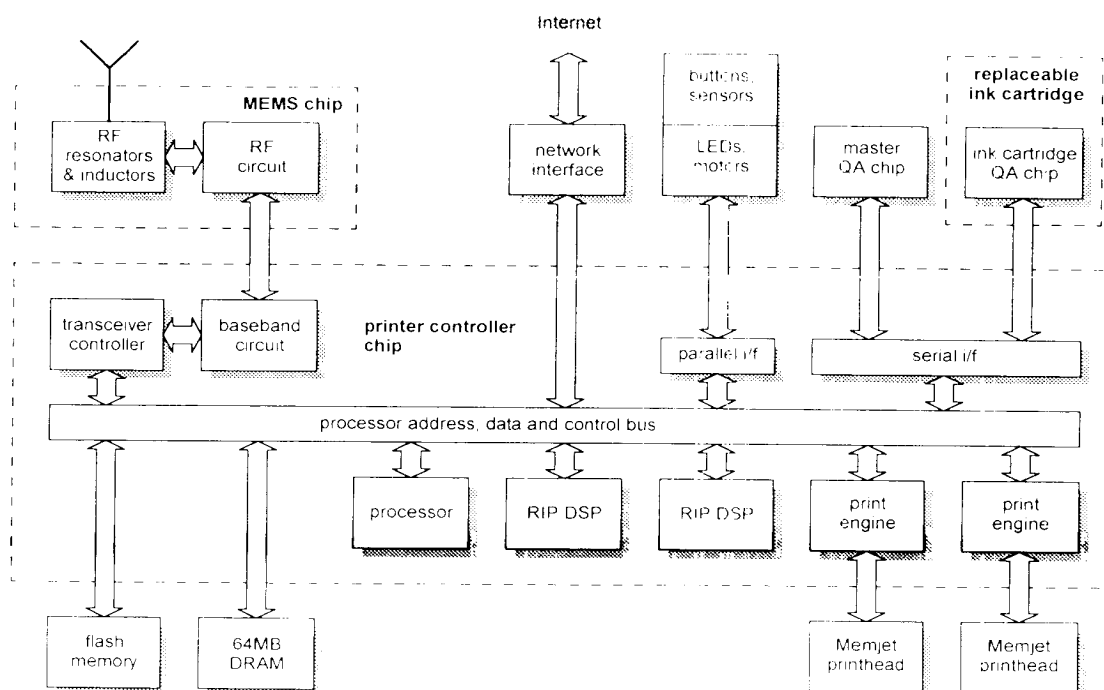 Internet
MEMS chip
RF
resonators
& inductors
RF
circuit
network
interface
buttons,
sensors
LEDs,
motors
master
QA chip
replaceable
ink cartridge
ink cartridge
QA chip
transceiver
controller
baseband
circuit
printer controller
chip
parallel i/f
serial i/f
processor address, data and control bus
processor
RIP DSP
RIP DSP
print
engine
print
engine
flash
memory
64MB
DRAM
Memjet
printhead
Memjet
printhead